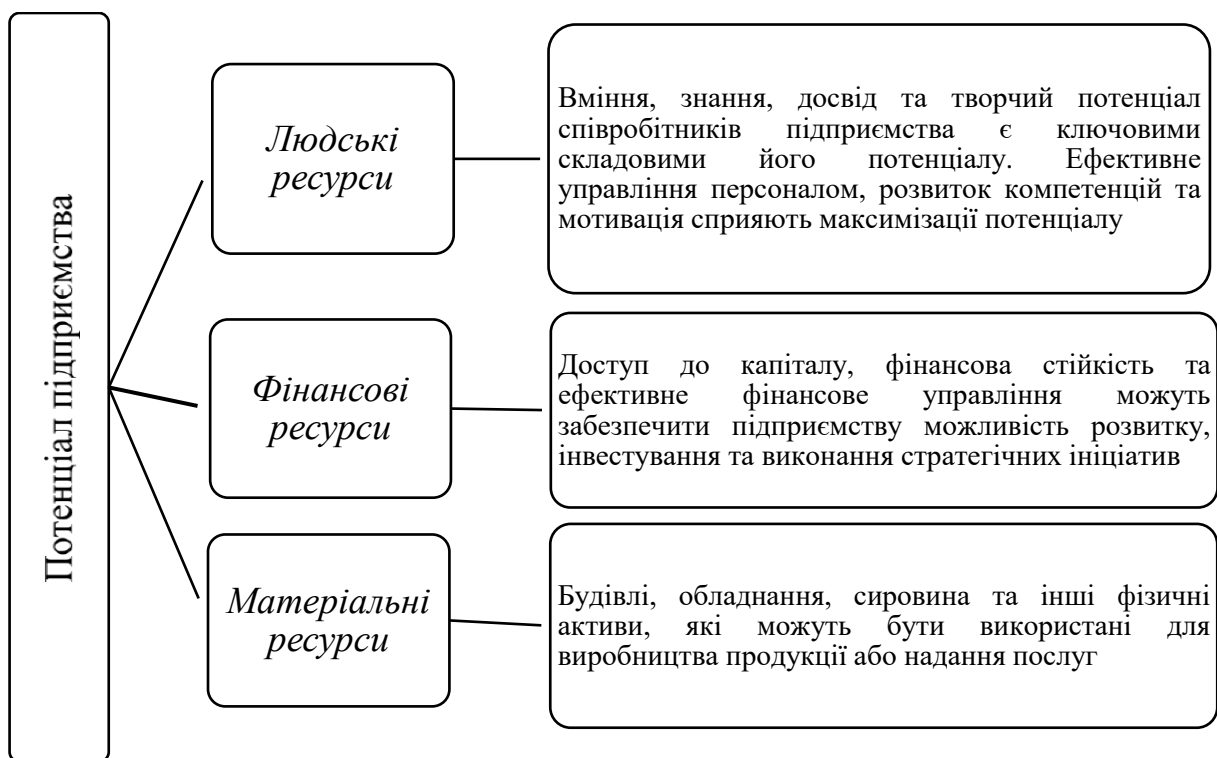 Потенціал підприємства
Людські
ресурси
Вміння, знання, досвід та творчий потенціал
співробітників підприємства є ключовими
складовими його потенціалу. Ефективне
управління персоналом, розвиток компетенцій та
мотивація сприяють максимізації потенціалу
Фінансові
ресурси
Доступ до капіталу, фінансова стійкість та
ефективне фінансове управління можуть
забезпечити підприємству можливість розвитку,
інвестування та виконання стратегічних ініціатив
Матеріальні
ресурси
Будівлі, обладнання, сировина та інші фізичні
активи, які можуть бути використані для
виробництва продукції або надання послуг